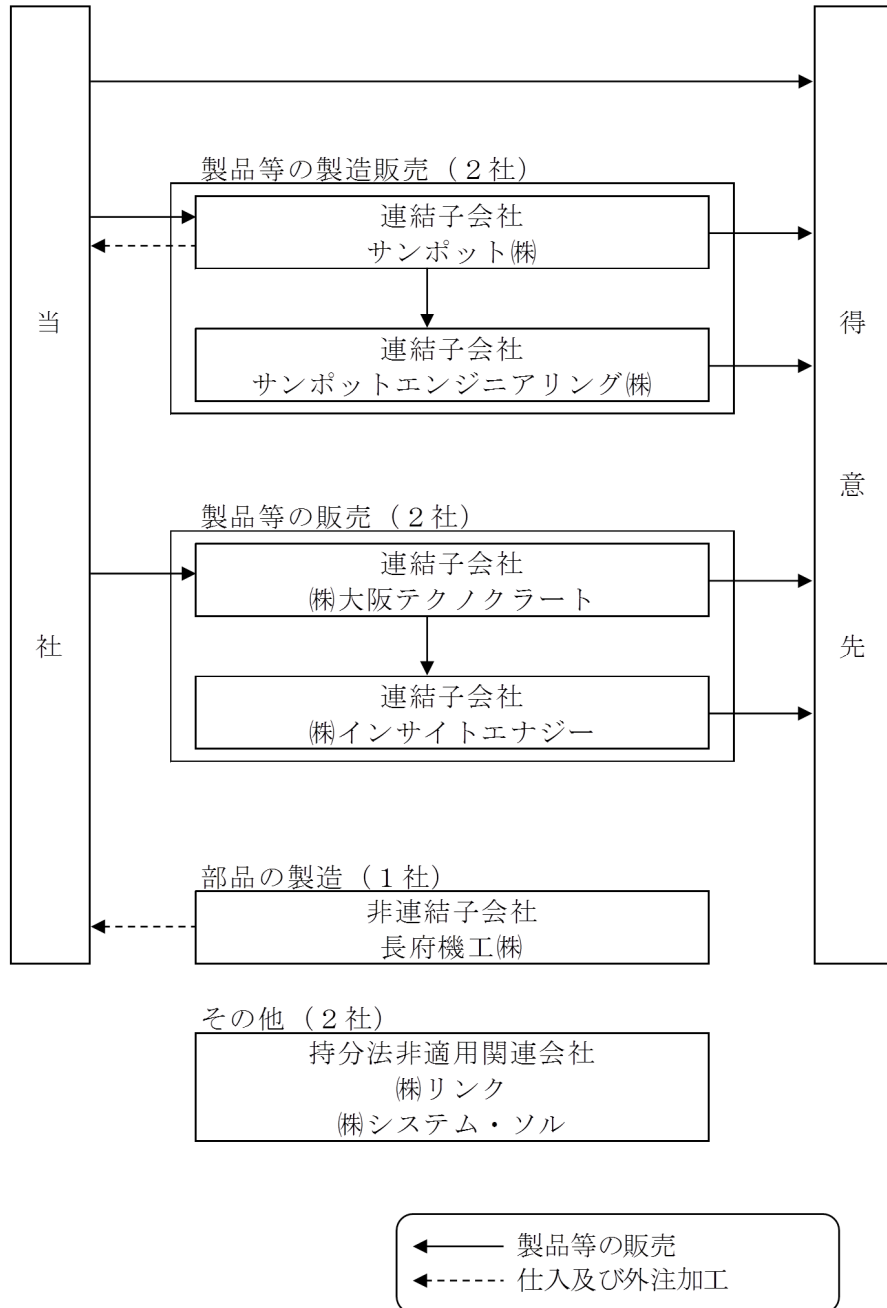 製品等の製造販売（２社）
連結子会社
サンポット㈱
連結子会社
サンポットエンジニアリング㈱
当社
得意先
製品等の販売（２社）
連結子会社
㈱大阪テクノクラート
連結子会社
㈱インサイトエナジー
部品の製造（１社）
非連結子会社
長府機工㈱
その他（２社）
持分法非適用関連会社
㈱リンク
㈱システム・ソル
製品等の販売
仕入及び外注加工